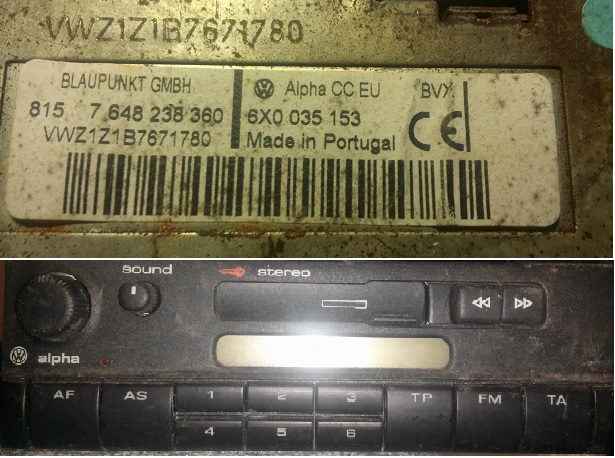 VWZ1Z1B7671780
BLAUPUNKT GMBH
Alpha CC EU
BVX
815 7 648 238 360
6X0 035 153
VWZ1Z1B7671780
Made in Portugal
CE
sound
stereo
alpha
AF AS 1 2 3 TP FM TA
4 5 6